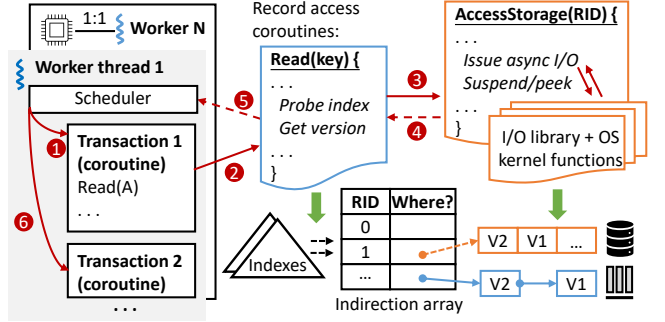 1:1
Worker N
Worker thread 1
Scheduler
1
Transaction 1
(coroutine)
Read(A)
. . .
6
Transaction 2
(coroutine)
. . .
Record access
coroutines:
5
2
Read(key) {
. . .
Probe index
Get version
. . .
}
3
4
AccessStorage(RID) {
. . .
Issue async I/O
Suspend/peek
. . .
}
I/O library + OS
kernel functions
Indexes
RID Where?
0
1
...
Indirection array
V2 V1 ...
V2 V1